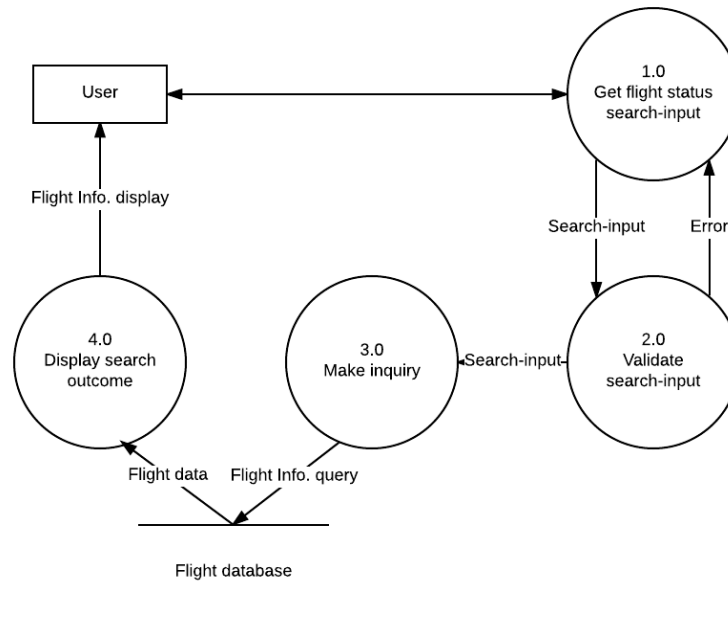 User
1.0
Get flight status
search-input
Flight Info. display
Search-input
Error
4.0
Display search
outcome
3.0
Make inquiry
Search-input
2.0
Validate
search-input
Flight data
Flight Info. query
Flight database